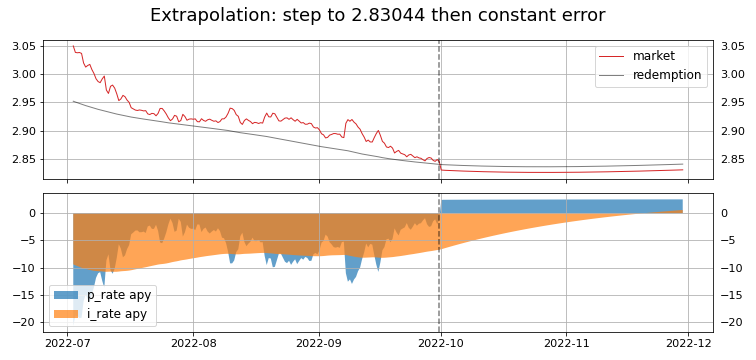 Extrapolation: step to 2.83044 then constant error
3.05 3.05
3.00 3.00
2.95 2.95
2.90 2.90
2.85 2.85
market
redemption
0 0
−5 −5
−10 −10
−15 −15
−20 −20
p_rate apy
i_rate apy
2022-07 2022-08 2022-09 2022-10 2022-11 2022-12